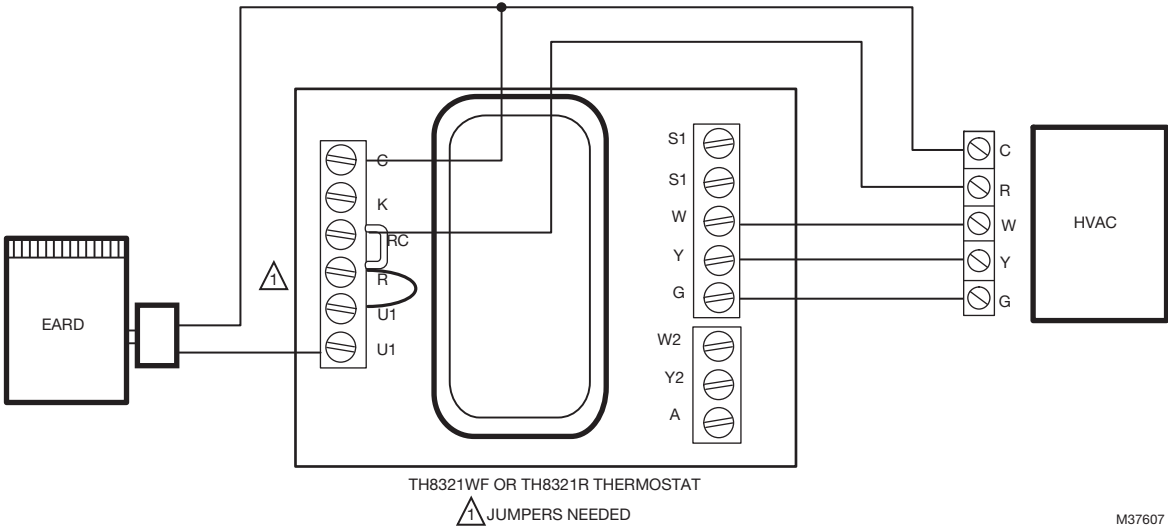 C
K
RC
R
U1
U1
S1
S1
W
Y
G
W2
Y2
A
C
R
W
Y
G
HVAC
EARD
1
TH8321WF OR TH8321R THERMOSTAT
1 JUMPERS NEEDED
M37607